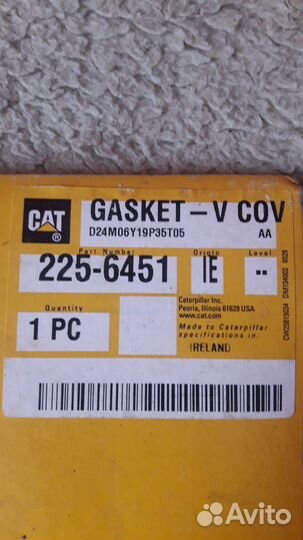 CAT
®
GASKET-V COV
D24M06Y19P35T05 AA
Part Number Origin Level
225-6451 IE --
Quantity
1 PC
Caterpillar Inc.
Peoria, Illinois 61629 USA
www.cat.com
Made to Caterpillar
specifications in:
IRELAND
Avito